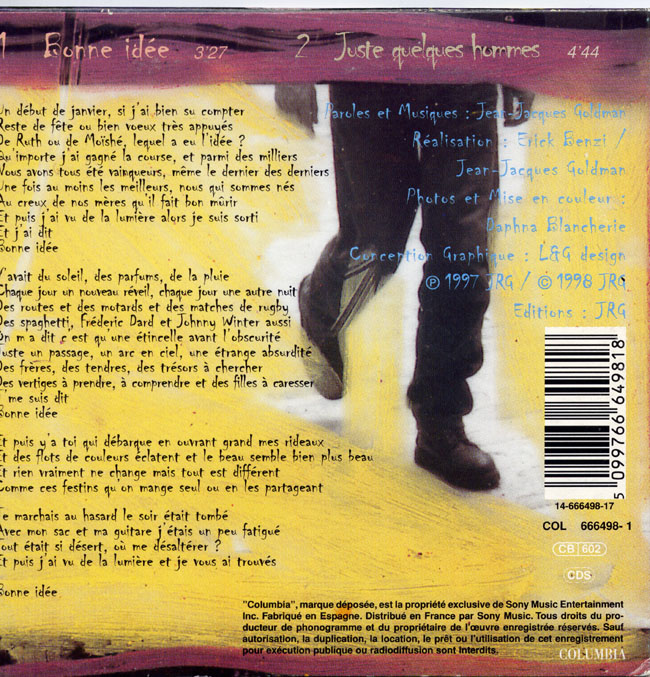 1 Bonne idée 3'27 2 Juste quelques hommes 4'44
Un début de janvier, si j'ai bien su compter
Reste de fête ou bien voeux très appuyés
De Ruth ou de Moïshé, lequel a eu l'idée ?
Qu'importe j'ai gagné la course, et parmi des milliers
Nous avons tous été vainqueurs, même le dernier des derniers
Une fois au moins les meilleurs, nous qui sommes nés
Au creux de nos mères qu'il fait bon mûrir
Et puis j'ai vu de la lumière alors je suis sorti
Et j'ai dit
Bonne idée
Y'avait du soleil, des parfums, de la pluie
Chaque jour un nouveau réveil, chaque jour une autre nuit
Des routes et des motards et des matches de rugby
Des spaghetti, Fréderic Dard et Johnny Winter aussi
On m'a dit c'est qu'une étincelle avant l'obscurité
Juste un passage, un arc en ciel, une étrange absurdité
Des frères, des tendres, des trésors à chercher
Des vertiges à prendre, à comprendre et des filles à caresser
J'me suis dit
Bonne idée
Et puis y'a toi qui débarque en ouvrant grand mes rideaux
Et des flots de couleurs éclatent et le beau semble bien plus beau
Et rien vraiment ne change mais tout est différent
Comme ces festins qu'on mange seul ou en les partageant
Je marchais au hasard le soir était tombé
Avec mon sac et ma guitare j'étais un peu fatigué
Tout était si désert, où me désaltérer ?
Et puis j'ai vu de la lumière et je vous ai trouvés
Bonne idée
Paroles et Musiques : Jean-Jacques Goldman
Réalisation : Erick Benzi /
Jean-Jacques Goldman
Photos et Mise en couleur :
Daphna Blancherie
Conception Graphique : L&G design
℗ 1997 JRG / © 1998 JRG
Editions : JRG
5 099766 649818
14-666498-17
COL 666498-1
CB 602
CDS
"Columbia", marque déposée, est la propriété exclusive de Sony Music Entertainment
Inc. Fabriqué en Espagne. Distribué en France par Sony Music. Tous droits du pro-
ducteur de phonogramme et du propriétaire de l'œuvre enregistrée réservés. Sauf
autorisation, la duplication, la location, le prêt ou l'utilisation de cet enregistrement
pour exécution publique ou radiodiffusion sont interdits.
COLUMBIA